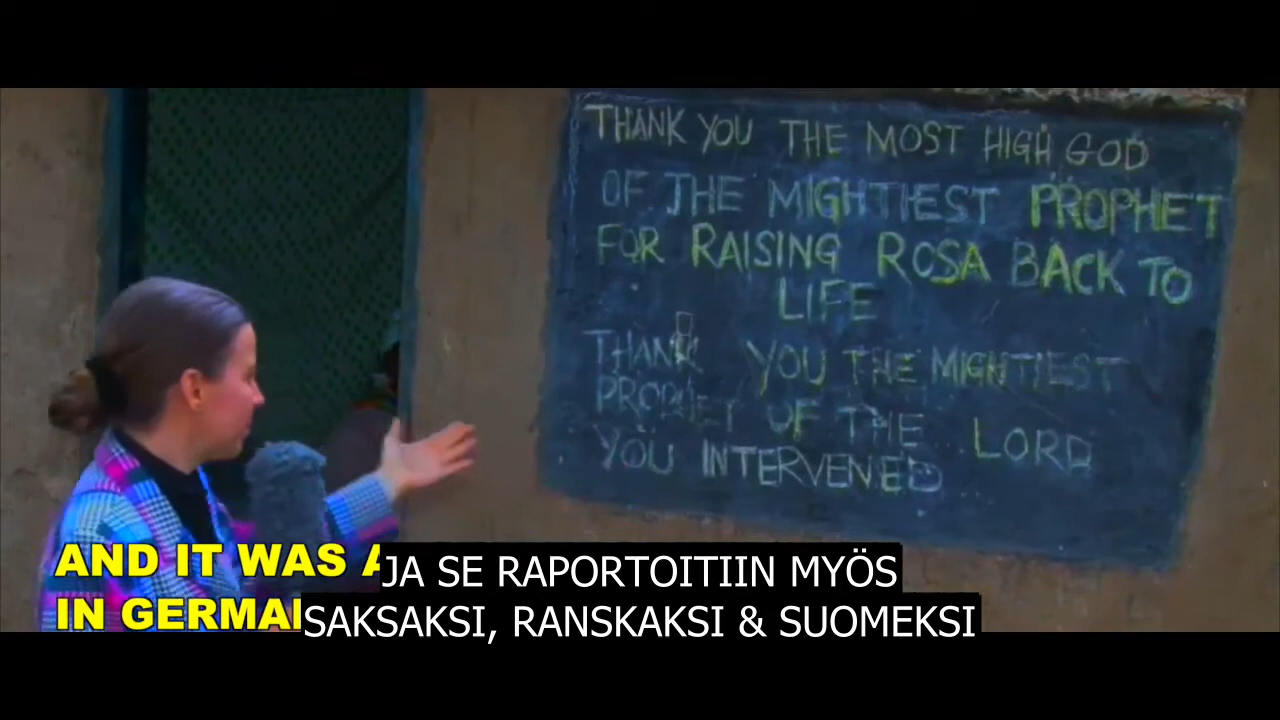 THANK YOU THE MOST HIGH GOD
OF THE MIGHTIEST PROPHET
FOR RAISING ROSA BACK TO
LIFE
THANK YOU THE MIGHTIEST
PROPHET OF THE LORD
YOU INTERVENED
AND IT WAS
IN
JA SE RAPORTOITIIN MYÖS
SAKSAKSI, RANSKAKSI & SUOMEKSI